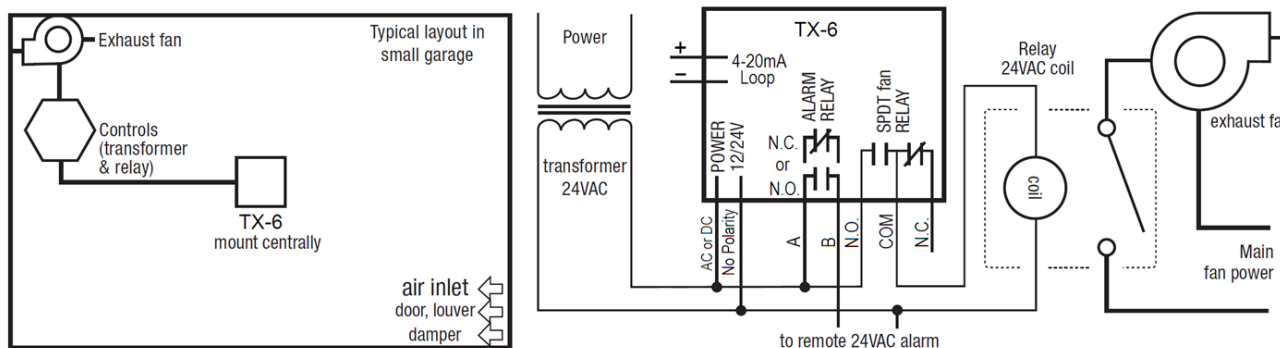 Exhaust fan
Typical layout in
small garage
Controls
(transformer
& relay)
TX-6
mount centrally
air inlet
door, louver
damper
Power
transformer
24VAC
TX-6
+
−
4-20mA
Loop
POWER
12/24V
ALARM
RELAY
N.C.
or
N.O.
SPDT fan
RELAY
AC or DC
No Polarity
A
B
N.O.
COM
N.C.
to remote 24VAC alarm
Relay
24VAC coil
coil
exhaust fa
Main
fan power